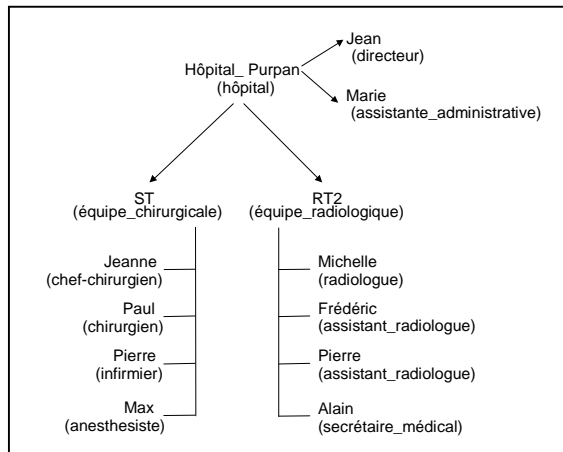 Jean
(directeur)
Hôpital_ Purpan
(hôpital)
Marie
(assistante_administrative)
ST
(équipe_chirurgicale)
RT2
(équipe_radiologique)
Jeanne
(chef-chirurgien)
Paul
(chirurgien)
Pierre
(infirmier)
Max
(anesthesiste)
Michelle
(radiologue)
Frédéric
(assistant_radiologue)
Pierre
(assistant_radiologue)
Alain
(secrétaire_médical)